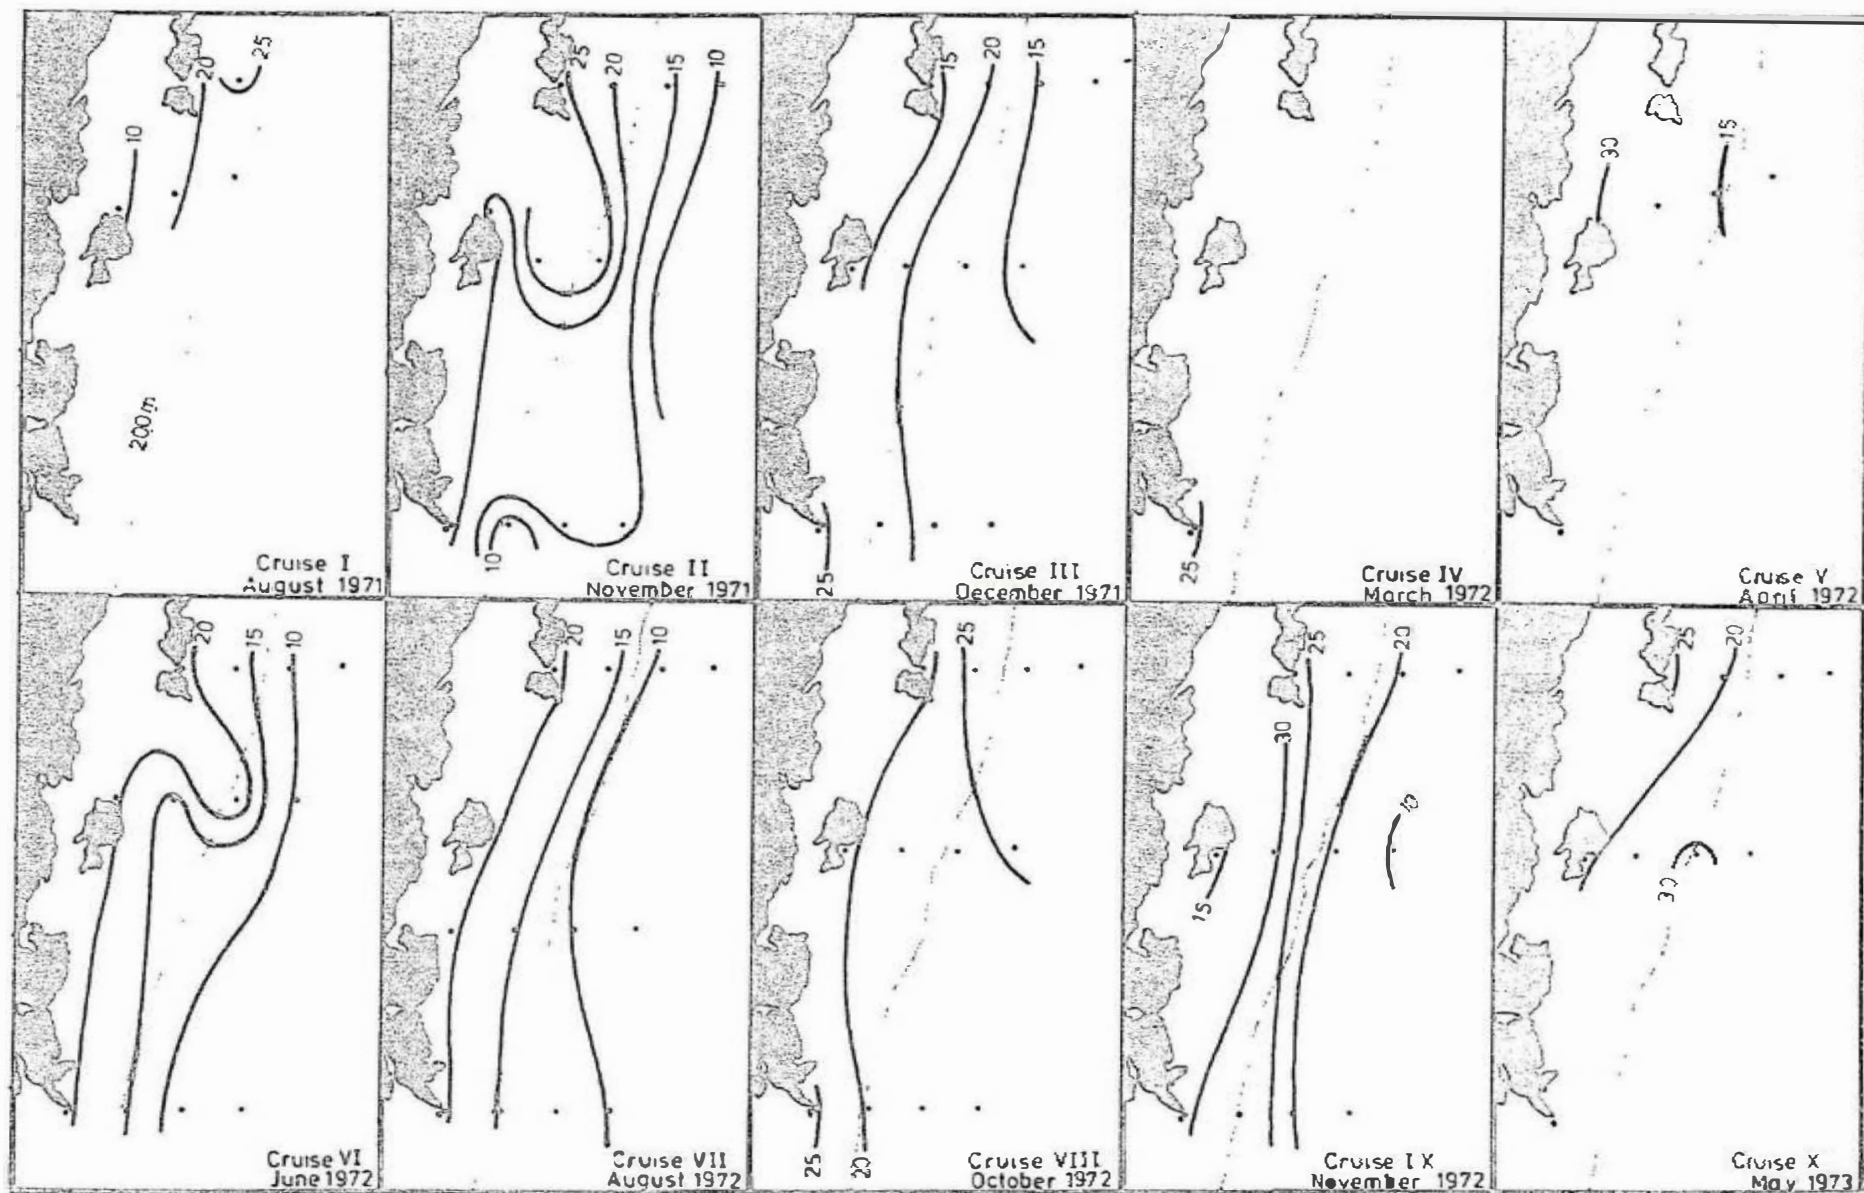 20
25
10
200m
Cruise I
August 1971
25
20
15
10
10
Cruise II
November 1971
15
20
15
25
Cruise III
December 1971
25
Cruise IV
March 1972
30
15
Cruise V
April 1972
20
15
10
Cruise VI
June 1972
20
15
10
Cruise VII
August 1972
25
25
20
Cruise VIII
October 1972
25
20
30
10
15
Cruise IX
November 1972
25
20
30
Cruise X
May 1973